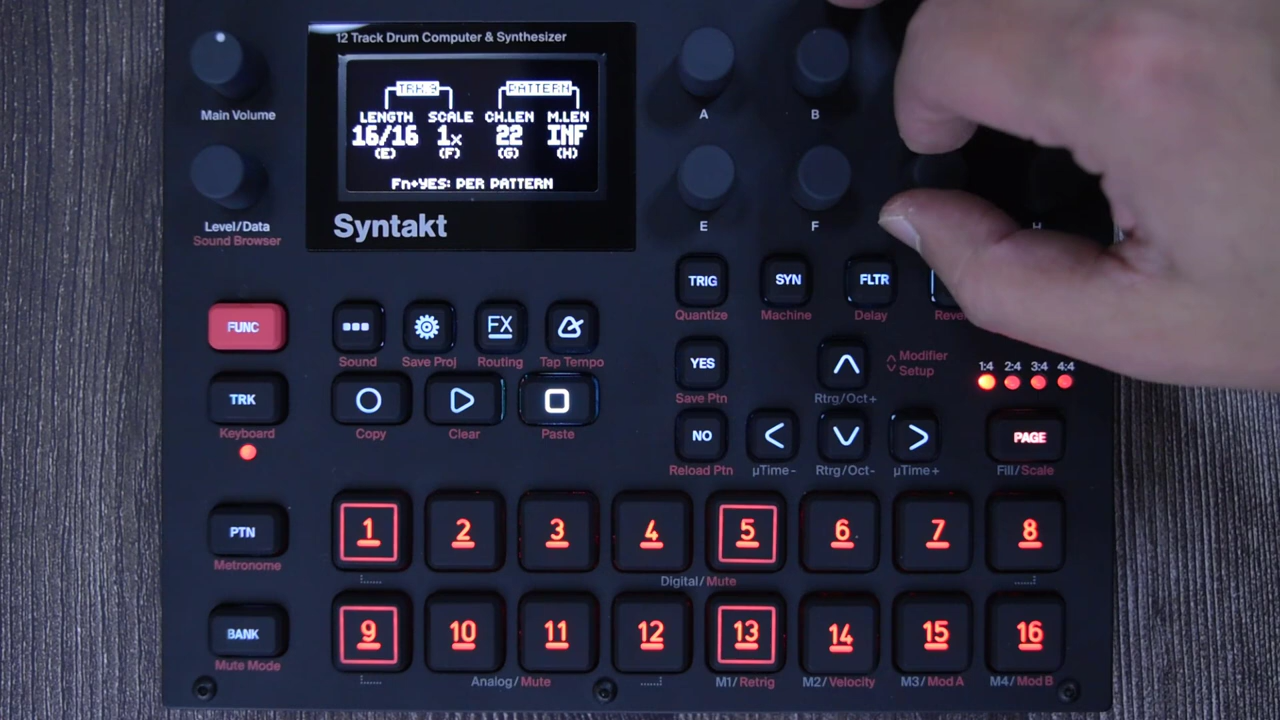 12 Track Drum Computer & Synthesizer
PATTERN
LENGTH SCALE CH.LEN M.LEN
16/16 1x 22 INF
(E) (F) (G) (H)
Fn+YES: PER PATTERN
Syntakt
Main Volume
Level/Data
Sound Browser
A B
E F H
TRIG SYN FLTR
Quantize Machine Delay
FUNC
FX
Sound Save Proj Routing Tap Tempo
YES
Save Ptn
Modifier
Setup
Rtrg/Oct+
1:4 2:4 3:4 4:4
TRK
Keyboard
Copy Clear Paste
NO
PAGE
Reload Ptn µTime- Rtrg/Oct- µTime+ Fill/Scale
PTN
Metronome
1 2 3 4 5 6 7 8
Digital/Mute
BANK
Mute Mode
9 10 11 12 13 14 15 16
Analog/Mute M1/Retrig M2/Velocity M3/Mod A M4/Mod B